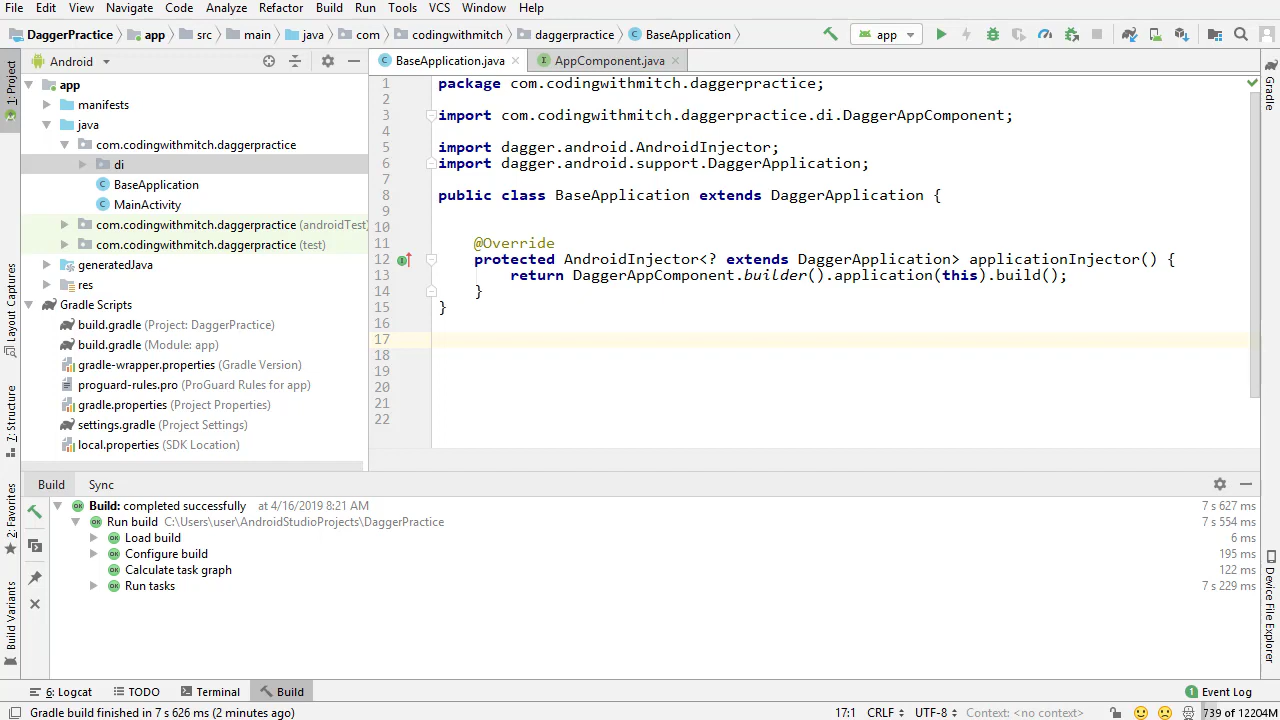 File Edit View Navigate Code Analyze Refactor Build Run Tools VCS Window Help
DaggerPractice app src main java com codingwithmitch daggerpractice BaseApplication app
1: Project
Android
BaseApplication.java AppComponent.java
Gradle
app
manifests
java
com.codingwithmitch.daggerpractice
di
BaseApplication
MainActivity
com.codingwithmitch.daggerpractice (androidTest)
com.codingwithmitch.daggerpractice (test)
generatedJava
res
Gradle Scripts
build.gradle (Project: DaggerPractice)
build.gradle (Module: app)
gradle-wrapper.properties (Gradle Version)
proguard-rules.pro (ProGuard Rules for app)
gradle.properties (Project Properties)
settings.gradle (Project Settings)
local.properties (SDK Location)
Layout Captures
Z: Structure
2: Favorites
Build Variants
1 package com.codingwithmitch.daggerpractice;
2
3 import com.codingwithmitch.daggerpractice.di.DaggerAppComponent;
4
5 import dagger.android.AndroidInjector;
6 import dagger.android.support.DaggerApplication;
7
8 public class BaseApplication extends DaggerApplication {
9
10
11 @Override
12 protected AndroidInjector<? extends DaggerApplication> applicationInjector() {
13 return DaggerAppComponent.builder().application(this).build();
14 }
15 }
16
17
18
19
20
21
22
Build Sync
Build: completed successfully at 4/16/2019 8:21 AM 7 s 627 ms
Run build C:\Users\user\AndroidStudioProjects\DaggerPractice 7 s 554 ms
Load build 6 ms
Configure build 195 ms
Calculate task graph 122 ms
Run tasks 7 s 229 ms
Device File Explorer
6: Logcat TODO Terminal Build 1 Event Log
Gradle build finished in 7 s 626 ms (2 minutes ago) 17:1 CRLF UTF-8 Context: <no context> 739 of 12204M